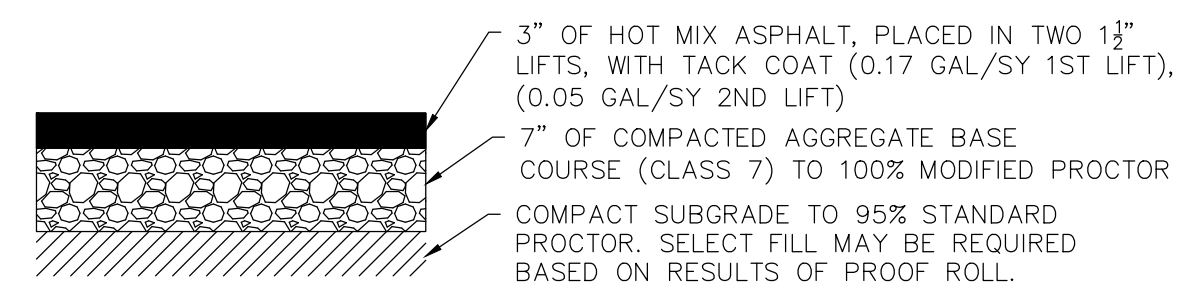 3” OF HOT MIX ASPHALT, PLACED IN TWO 1½”
LIFTS, WITH TACK COAT (0.17 GAL/SY 1ST LIFT),
(0.05 GAL/SY 2ND LIFT)
7” OF COMPACTED AGGREGATE BASE
COURSE (CLASS 7) TO 100% MODIFIED PROCTOR
COMPACT SUBGRADE TO 95% STANDARD
PROCTOR. SELECT FILL MAY BE REQUIRED
BASED ON RESULTS OF PROOF ROLL.